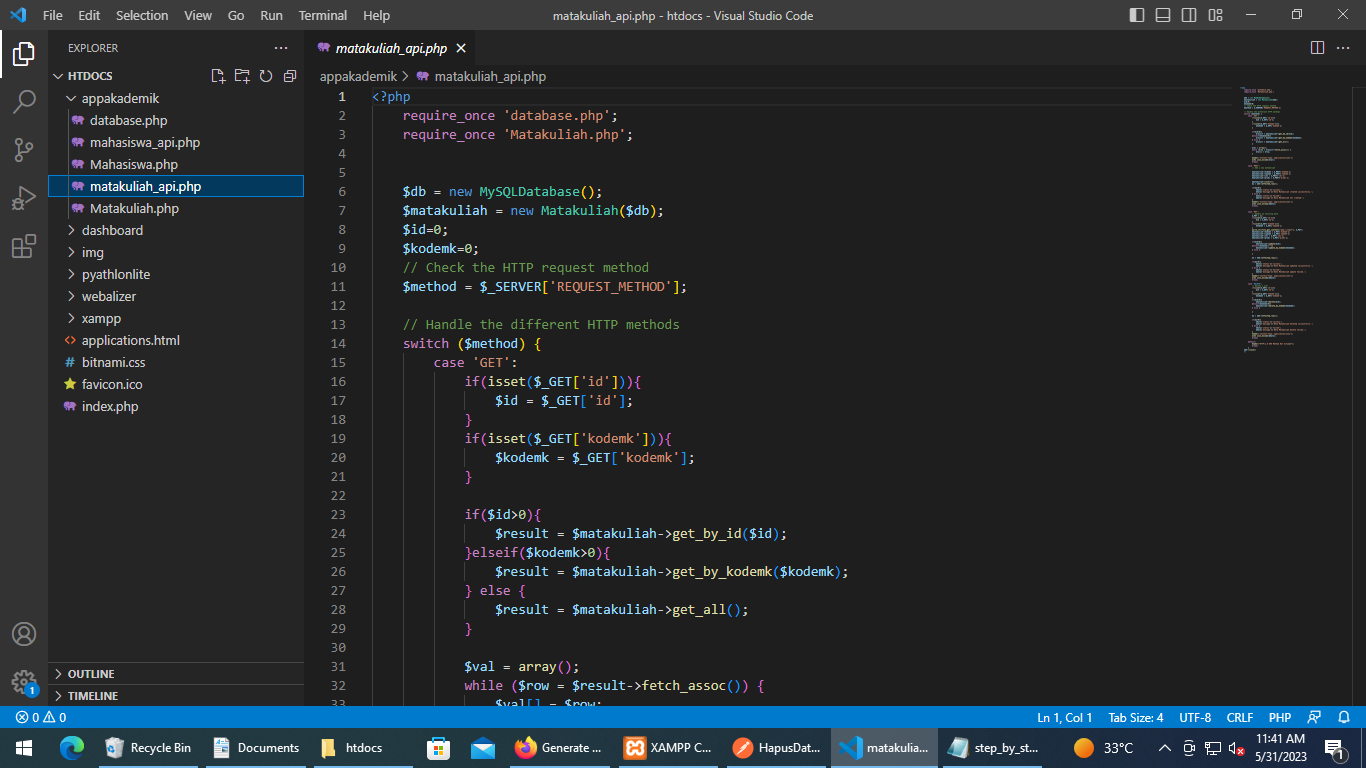 File Edit Selection View Go Run Terminal Help
matakuliah_api.php - htdocs - Visual Studio Code
EXPLORER
HTDOCS
appakademik
database.php
mahasiswa_api.php
Mahasiswa.php
matakuliah_api.php
Matakuliah.php
dashboard
img
pyathonlite
webalizer
xampp
applications.html
bitnami.css
favicon.ico
index.php
OUTLINE
TIMELINE
1
matakuliah_api.php
appakademik > matakuliah_api.php
1 <?php
2 require_once 'database.php';
3 require_once 'Matakuliah.php';
4
5
6 $db = new MySQLDatabase();
7 $matakuliah = new Matakuliah($db);
8 $id=0;
9 $kodemk=0;
10 // Check the HTTP request method
11 $method = $_SERVER['REQUEST_METHOD'];
12
13 // Handle the different HTTP methods
14 switch ($method) {
15 case 'GET':
16 if(isset($_GET['id'])){
17 $id = $_GET['id'];
18 }
19 if(isset($_GET['kodemk'])){
20 $kodemk = $_GET['kodemk'];
21 }
22
23 if($id>0){
24 $result = $matakuliah->get_by_id($id);
25 }elseif($kodemk>0){
26 $result = $matakuliah->get_by_kodemk($kodemk);
27 } else {
28 $result = $matakuliah->get_all();
29 }
30
31 $val = array();
32 while ($row = $result->fetch_assoc()) {
33 $val[] = $row;
0 0
Ln 1, Col 1 Tab Size: 4 UTF-8 CRLF PHP
Recycle Bin Documents htdocs Generate ... XAMPP C... HapusDat... matakulia... step_by_st... 33°C
11:41 AM
5/31/2023
1